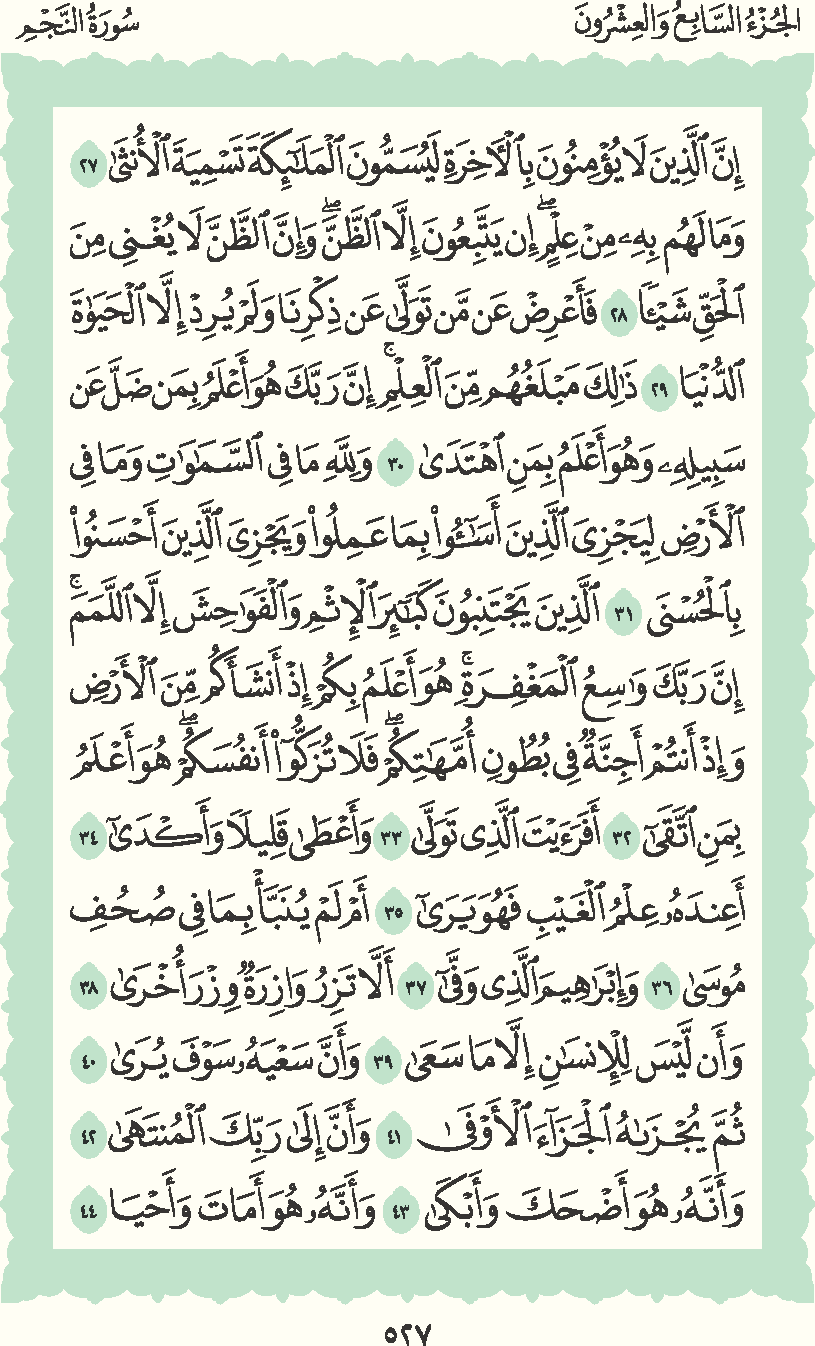 الجُزْءُ السَّابِعُ وَالعِشْرُونَ
سُورَةُ النَّجْمِ
إِنَّ ٱلَّذِينَ لَا يُؤْمِنُونَ بِٱلْأَخِرَةِ لَيُسَمُّونَ ٱلْمَلَٰٓئِكَةَ تَسْمِيَةَ ٱلْأُنثَىٰ ٢٧
وَمَا لَهُم بِهِۦ مِنْ عِلْمٍ ۖ إِن يَتَّبِعُونَ إِلَّا ٱلظَّنَّ ۖ وَإِنَّ ٱلظَّنَّ لَا يُغْنِى مِنَ
ٱلْحَقِّ شَيْـًٔا ٢٨ فَأَعْرِضْ عَن مَّن تَوَلَّىٰ عَن ذِكْرِنَا وَلَمْ يُرِدْ إِلَّا ٱلْحَيَوٰةَ
ٱلدُّنْيَا ٢٩ ذَٰلِكَ مَبْلَغُهُم مِّنَ ٱلْعِلْمِ ۚ إِنَّ رَبَّكَ هُوَ أَعْلَمُ بِمَن ضَلَّ عَن
سَبِيلِهِۦ وَهُوَ أَعْلَمُ بِمَنِ ٱهْتَدَىٰ ٣٠ وَلِلَّهِ مَا فِى ٱلسَّمَٰوَٰتِ وَمَا فِى
ٱلْأَرْضِ لِيَجْزِىَ ٱلَّذِينَ أَسَٰٓـُٔوا۟ بِمَا عَمِلُوا۟ وَيَجْزِىَ ٱلَّذِينَ أَحْسَنُوا۟
بِٱلْحُسْنَى ٣١ ٱلَّذِينَ يَجْتَنِبُونَ كَبَٰٓئِرَ ٱلْإِثْمِ وَٱلْفَوَٰحِشَ إِلَّا ٱللَّمَمَ ۚ
إِنَّ رَبَّكَ وَٰسِعُ ٱلْمَغْفِرَةِ ۚ هُوَ أَعْلَمُ بِكُمْ إِذْ أَنشَأَكُم مِّنَ ٱلْأَرْضِ
وَإِذْ أَنتُمْ أَجِنَّةٌ فِى بُطُونِ أُمَّهَٰتِكُمْ ۖ فَلَا تُزَكُّوٓا۟ أَنفُسَكُمْ ۖ هُوَ أَعْلَمُ
بِمَنِ ٱتَّقَىٰٓ ٣٢ أَفَرَءَيْتَ ٱلَّذِى تَوَلَّىٰ ٣٣ وَأَعْطَىٰ قَلِيلًا وَأَكْدَىٰٓ ٣٤
أَعِندَهُۥ عِلْمُ ٱلْغَيْبِ فَهُوَ يَرَىٰٓ ٣٥ أَمْ لَمْ يُنَبَّأْ بِمَا فِى صُحُفِ
مُوسَىٰ ٣٦ وَإِبْرَٰهِيمَ ٱلَّذِى وَفَّىٰٓ ٣٧ أَلَّا تَزِرُ وَازِرَةٌ وِزْرَ أُخْرَىٰ ٣٨
وَأَن لَّيْسَ لِلْإِنسَٰنِ إِلَّا مَا سَعَىٰ ٣٩ وَأَنَّ سَعْيَهُۥ سَوْفَ يُرَىٰ ٤٠
ثُمَّ يُجْزَىٰهُ ٱلْجَزَآءَ ٱلْأَوْفَىٰ ٤١ وَأَنَّ إِلَىٰ رَبِّكَ ٱلْمُنتَهَىٰ ٤٢
وَأَنَّهُۥ هُوَ أَضْحَكَ وَأَبْكَىٰ ٤٣ وَأَنَّهُۥ هُوَ أَمَاتَ وَأَحْيَا ٤٤
٥٢٧